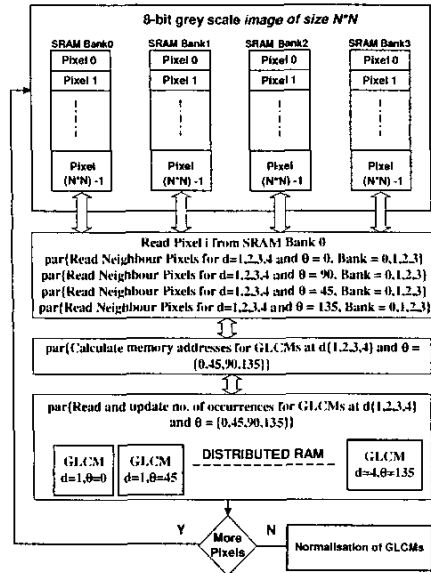 8-bit grey scale image of size N*N
SRAM Bank0 SRAM Bank1 SRAM Bank2 SRAM Bank3
Pixel 0 Pixel 0 Pixel 0 Pixel 0
Pixel 1 Pixel 1 Pixel 1 Pixel 1
Pixel Pixel Pixel Pixel
(N*N) -1 (N*N) -1 (N*N) -1 (N*N) -1
Read Pixel i from SRAM Bank 0
par{Read Neighbour Pixels for d=1,2,3,4 and θ = 0, Bank = 0,1,2,3}
par{Read Neighbour Pixels for d=1,2,3,4 and θ = 90, Bank = 0,1,2,3}
par{Read Neighbour Pixels for d=1,2,3,4 and θ = 45, Bank = 0,1,2,3}
par{Read Neighbour Pixels for d=1,2,3,4 and θ = 135, Bank = 0,1,2,3}
par{Calculate memory addresses for GLCMs at d{1,2,3,4} and θ =
{0,45,90,135}}
par{Read and update no. of occurrences for GLCMs at d{1,2,3,4}
and θ = {0,45,90,135}}
GLCM GLCM DISTRIBUTED RAM GLCM
d=1,θ=0 d=1,θ=45 d=4,θ=135
Y More N
Pixels
Normalisation of GLCMs